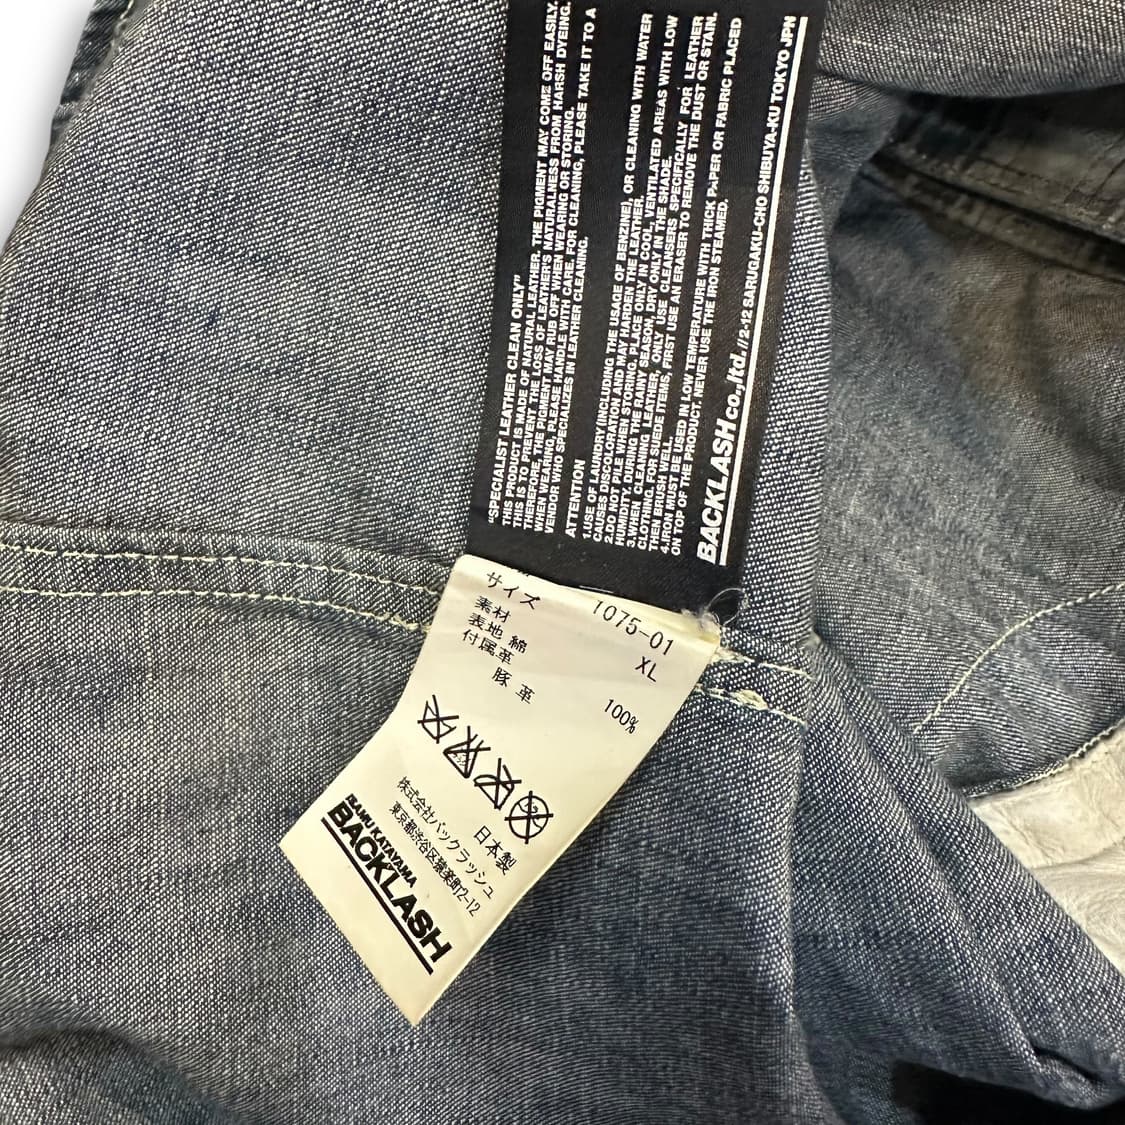 "SPECIALIST LEATHER CLEAN ONLY"
THIS PRODUCT IS MADE OF NATURAL LEATHER. THE PIGMENT MAY COME OFF EASILY.
THIS IS TO PREVENT THE LOSS OF LEATHER'S NATURALNESS FROM HARSH DYEING.
THEREFORE, THE PIGMENT MAY RUB OFF WHEN WEARING OR STORING.
WHEN WEARING, PLEASE HANDLE WITH CARE. FOR CLEANING, PLEASE TAKE IT TO A
VENDOR WHO SPECIALIZES IN LEATHER CLEANING.
ATTENTION
1.USE OF LAUNDRY(INCLUDING THE USAGE OF BENZINE), OR CLEANING WITH WATER
CAUSES DISCOLORATION AND MAY HARDEN THE LEATHER.
2.DO NOT PILE WHEN STORING. PLACE ONLY IN COOL, VENTILATED AREAS WITH LOW
HUMIDITY. DURING THE RAINY SEASON, DRY ONLY IN THE SHADE.
3.WHEN CLEANING LEATHER, ONLY USE CLEANSERS SPECIFICALLY FOR LEATHER
CLOTHING. FOR SUEDE ITEMS, FIRST USE AN ERASER TO REMOVE THE DUST OR STAIN,
THEN BRUSH WELL.
4.IRON MUST BE USED IN LOW TEMPERATURE WITH THICK PAPER OR FABRIC PLACED
ON TOP OF THE PRODUCT. NEVER USE THE IRON STEAMED.
BACKLASH co.,ltd.//2-12 SARUGAKU-CHO SHIBUYA-KU TOKYO JPN
1075-01
サイズ XL
素材
表地 綿 100%
付属革
豚 革
日本製
株式会社バックラッシュ
東京都渋谷区猿楽町2-12
ISAMU KATAYAMA
BACKLASH